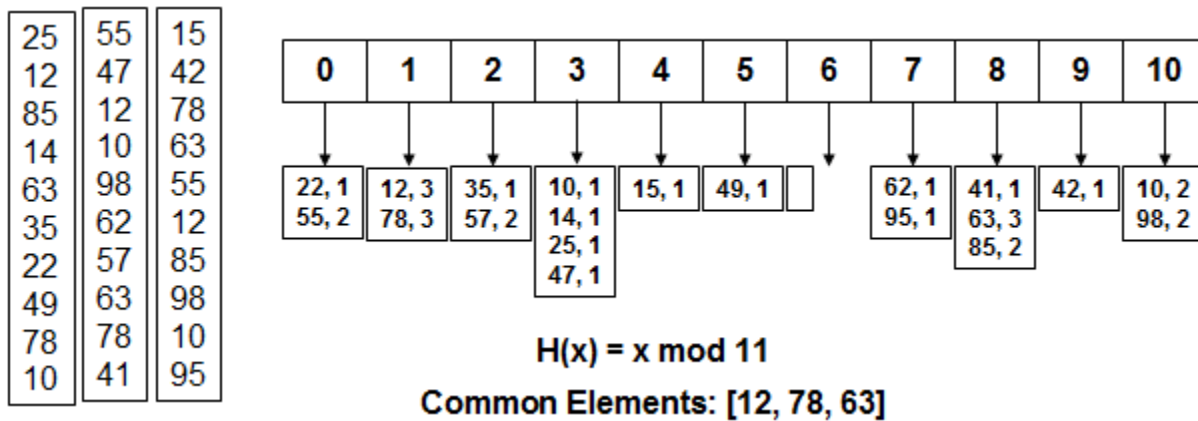 25 55 15
12 47 42
85 12 78
14 10 63
63 98 55
35 62 12
22 57 85
49 63 98
78 78 10
10 41 95
0 1 2 3 4 5 6 7 8 9 10
22, 1 12, 3 35, 1 10, 1 15, 1 49, 1 62, 1 41, 1 42, 1 10, 2
55, 2 78, 3 57, 2 14, 1 95, 1 63, 3 98, 2
25, 1 85, 2
47, 1
H(x) = x mod 11
Common Elements: [12, 78, 63]